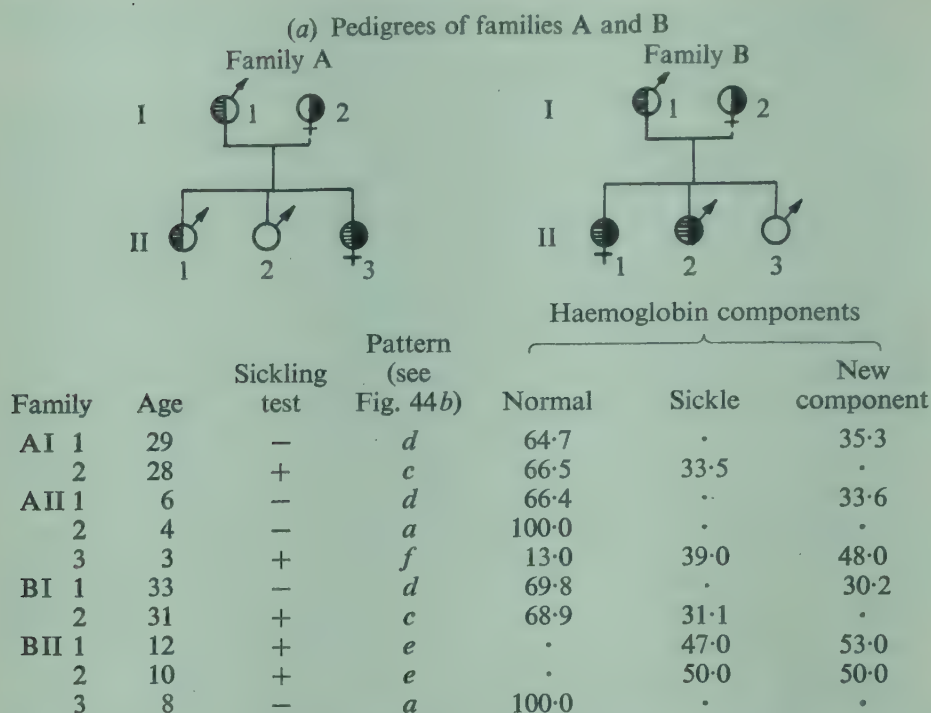 (a) Pedigrees of families A and B
Family A Family B
I 1 2 I 1 2
II 1 2 3 II 1 2 3
Haemoglobin components
Family Age Sickling test Pattern (see Fig. 44b) Normal Sickle New component
AI 1 29 − d 64·7 · 35·3
2 28 + c 66·5 33·5 ·
AII 1 6 − d 66·4 · 33·6
2 4 − a 100·0 · ·
3 3 + f 13·0 39·0 48·0
BI 1 33 − d 69·8 · 30·2
2 31 + c 68·9 31·1 ·
BII 1 12 + e · 47·0 53·0
2 10 + e · 50·0 50·0
3 8 − a 100·0 · ·